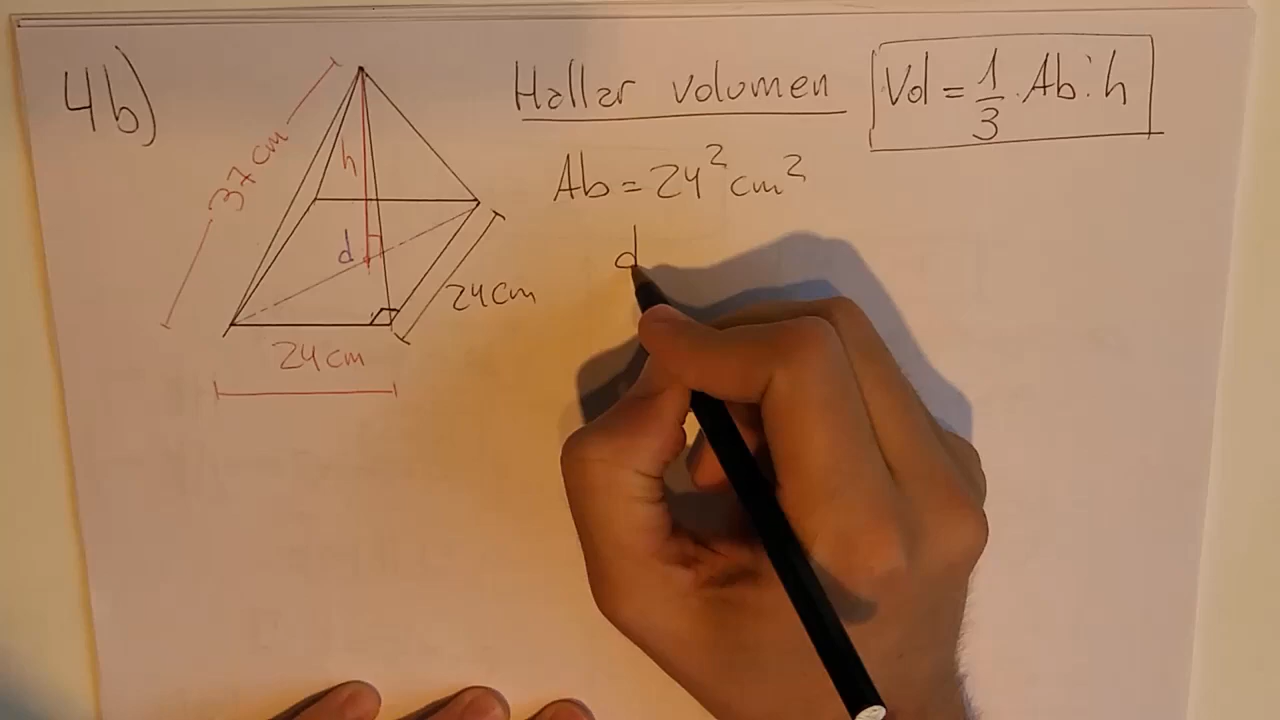 4b)
Hallar volumen
Vol = 1/3 · Ab · h
Ab = 24² cm²
d
37 cm
h
d
24 cm
24 cm